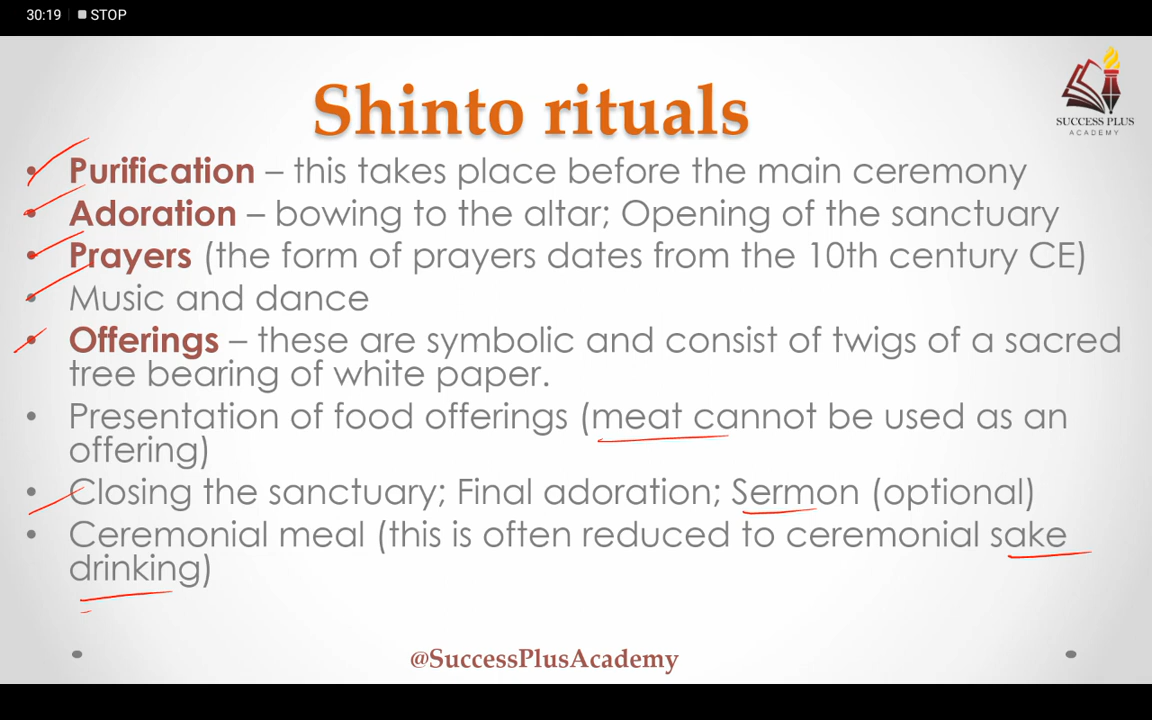 30:19 STOP
SUCCESS PLUS
ACADEMY
Shinto rituals
• Purification – this takes place before the main ceremony
• Adoration – bowing to the altar; Opening of the sanctuary
• Prayers (the form of prayers dates from the 10th century CE)
• Music and dance
• Offerings – these are symbolic and consist of twigs of a sacred
tree bearing of white paper.
• Presentation of food offerings (meat cannot be used as an
offering)
• Closing the sanctuary; Final adoration; Sermon (optional)
• Ceremonial meal (this is often reduced to ceremonial sake
drinking)
@SuccessPlusAcademy